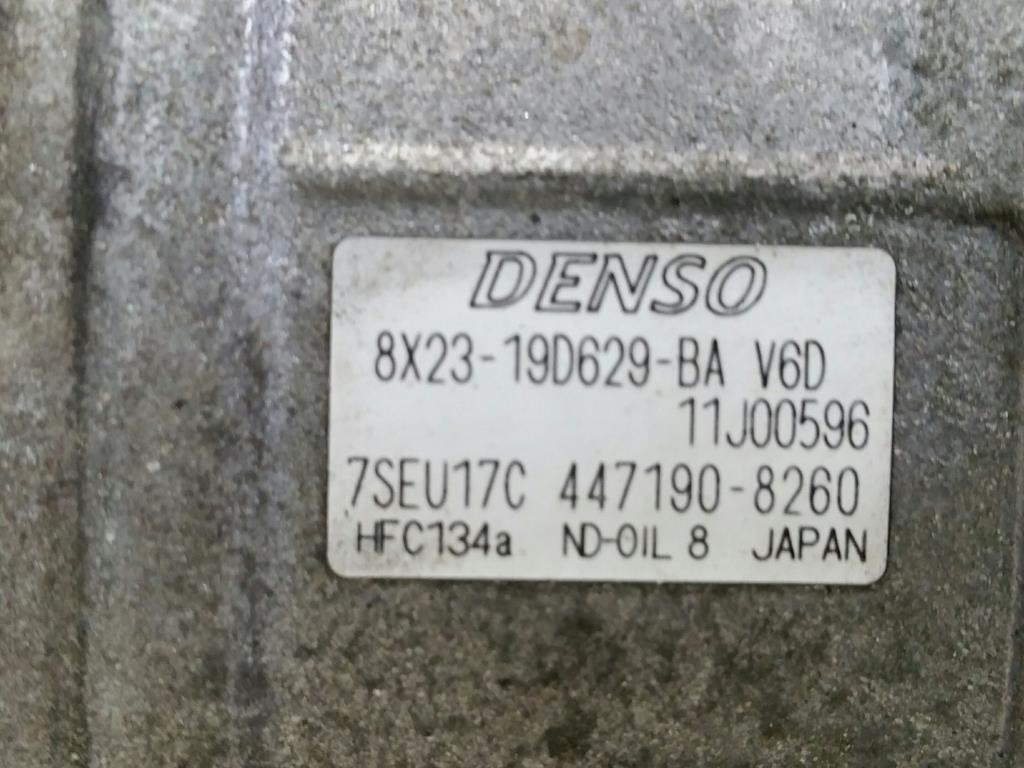 DENSO
8X23-19D629-BA V6D
11J00596
7SEU17C 447190-8260
HFC134a ND-OIL 8 JAPAN